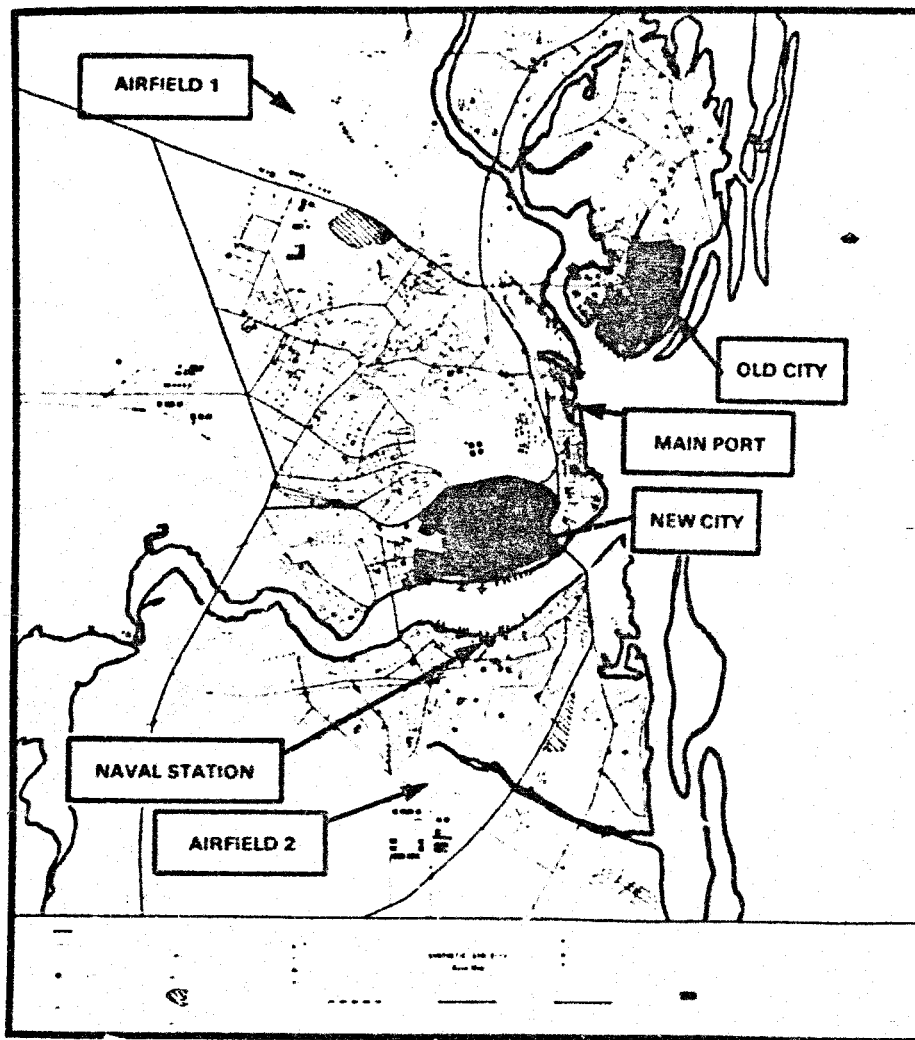 AIRFIELD 1
OLD CITY
MAIN PORT
NEW CITY
NAVAL STATION
AIRFIELD 2